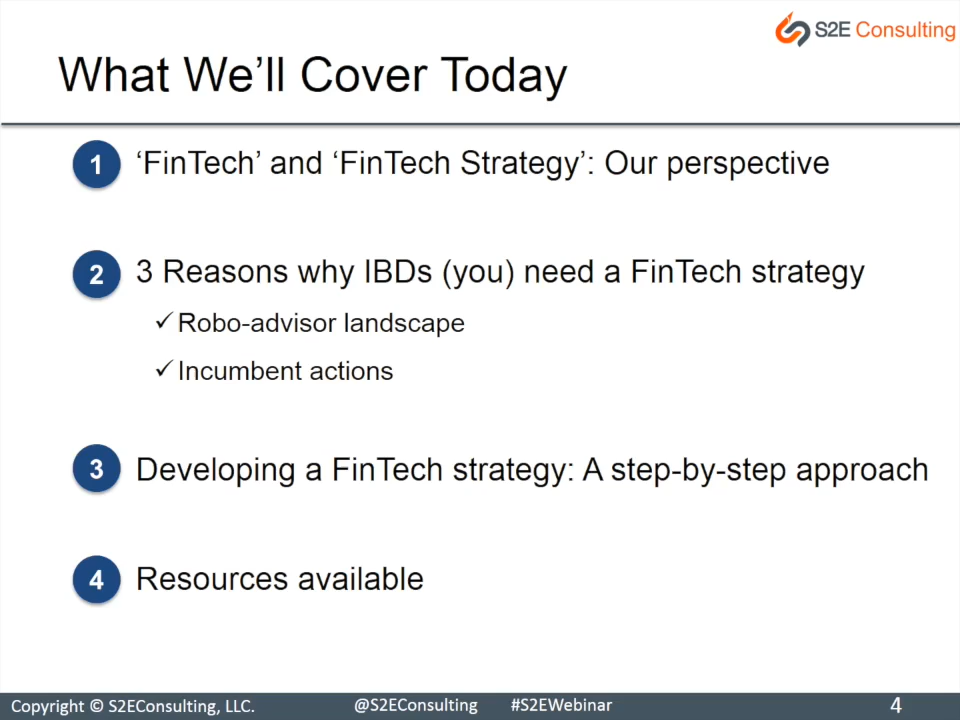 S2E Consulting
What We’ll Cover Today
1 ‘FinTech’ and ‘FinTech Strategy’: Our perspective
2 3 Reasons why IBDs (you) need a FinTech strategy
✓ Robo-advisor landscape
✓ Incumbent actions
3 Developing a FinTech strategy: A step-by-step approach
4 Resources available
Copyright © S2EConsulting, LLC. @S2EConsulting #S2EWebinar 4